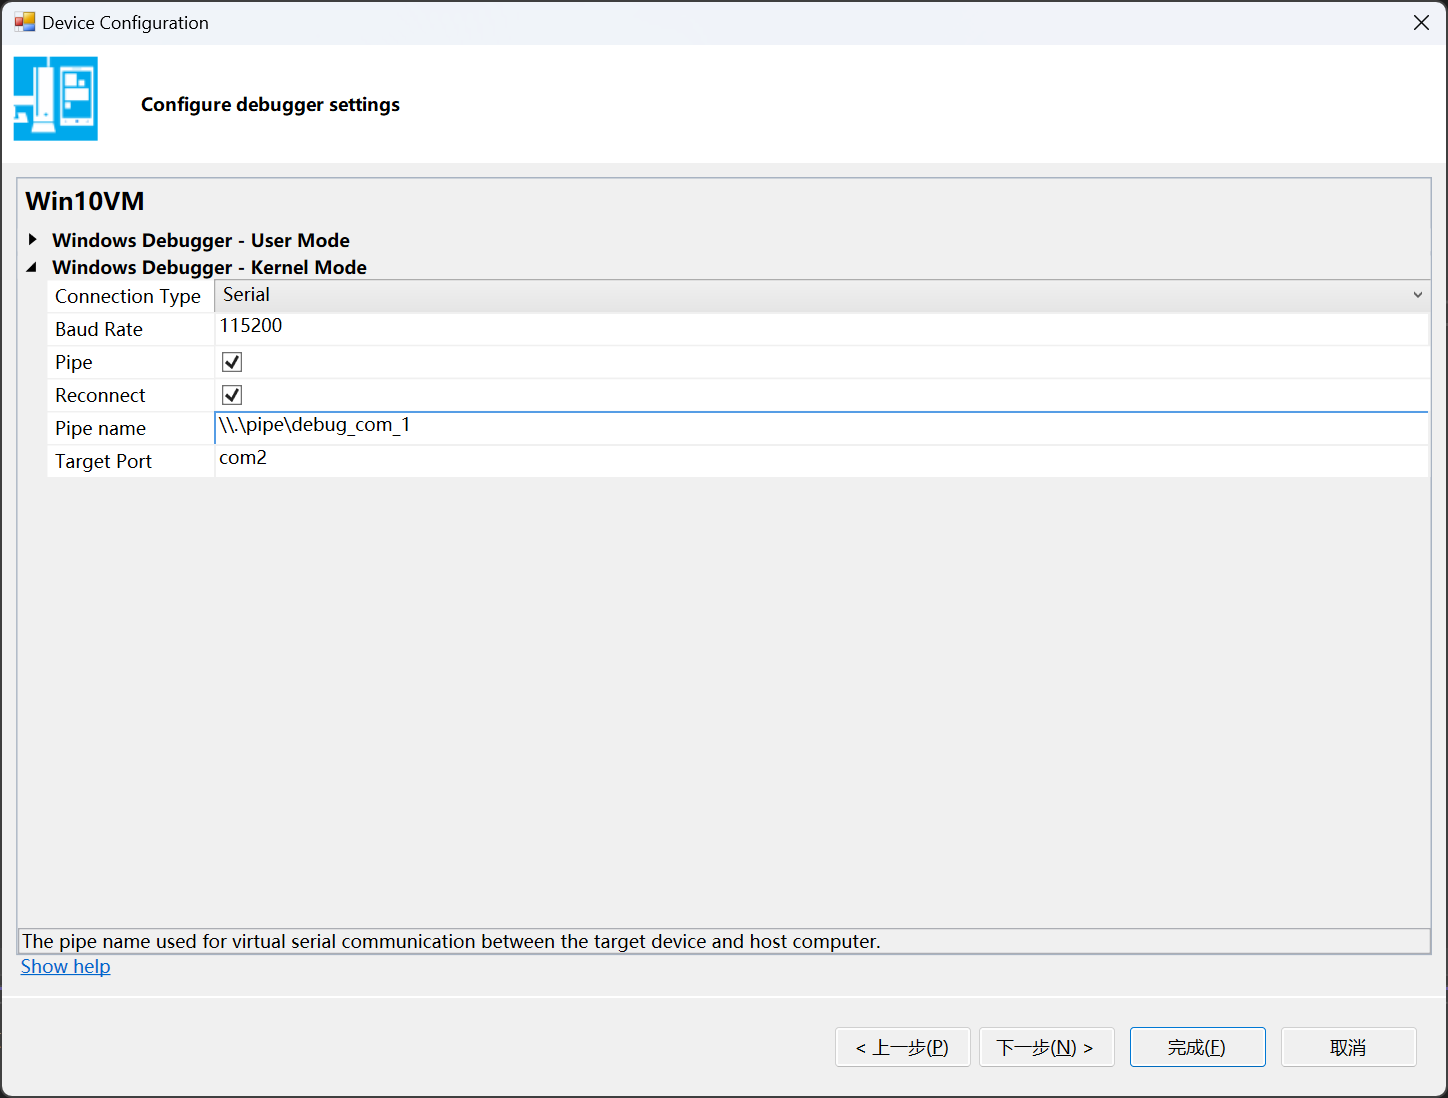 Device Configuration
Configure debugger settings
Win10VM
Windows Debugger - User Mode
Windows Debugger - Kernel Mode
Connection Type Serial
Baud Rate 115200
Pipe
Reconnect
Pipe name \\.\pipe\debug_com_1
Target Port com2
The pipe name used for virtual serial communication between the target device and host computer.
Show help
< 上一步(P) 下一步(N) > 完成(F) 取消